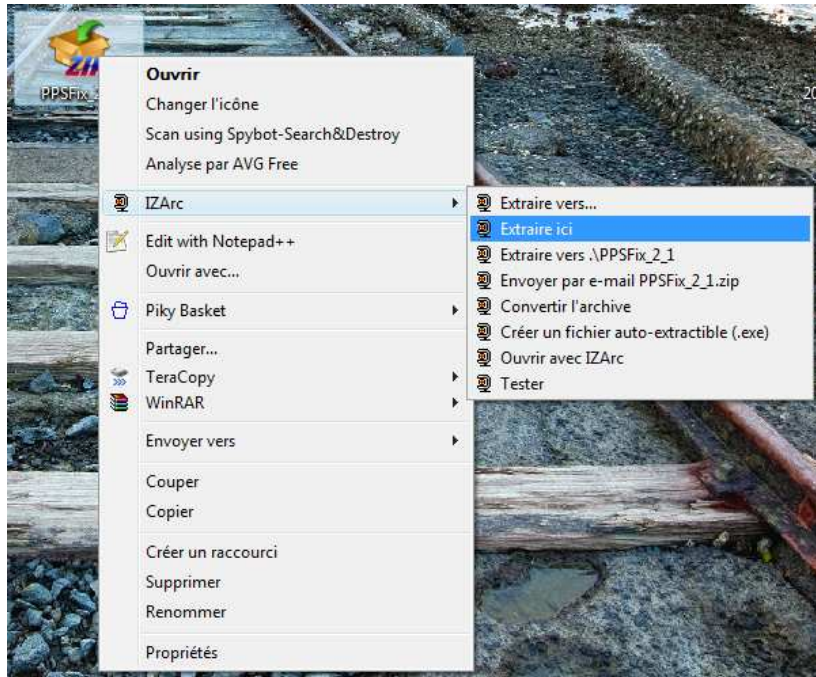 ZIP
PPSFix_2
20
Ouvrir
Changer l'icône
Scan using Spybot-Search&Destroy
Analyse par AVG Free
IZArc
Edit with Notepad++
Ouvrir avec...
Piky Basket
Partager...
TeraCopy
WinRAR
Envoyer vers
Couper
Copier
Créer un raccourci
Supprimer
Renommer
Propriétés
Extraire vers...
Extraire ici
Extraire vers .\PPSFix_2_1
Envoyer par e-mail PPSFix_2_1.zip
Convertir l'archive
Créer un fichier auto-extractible (.exe)
Ouvrir avec IZArc
Tester